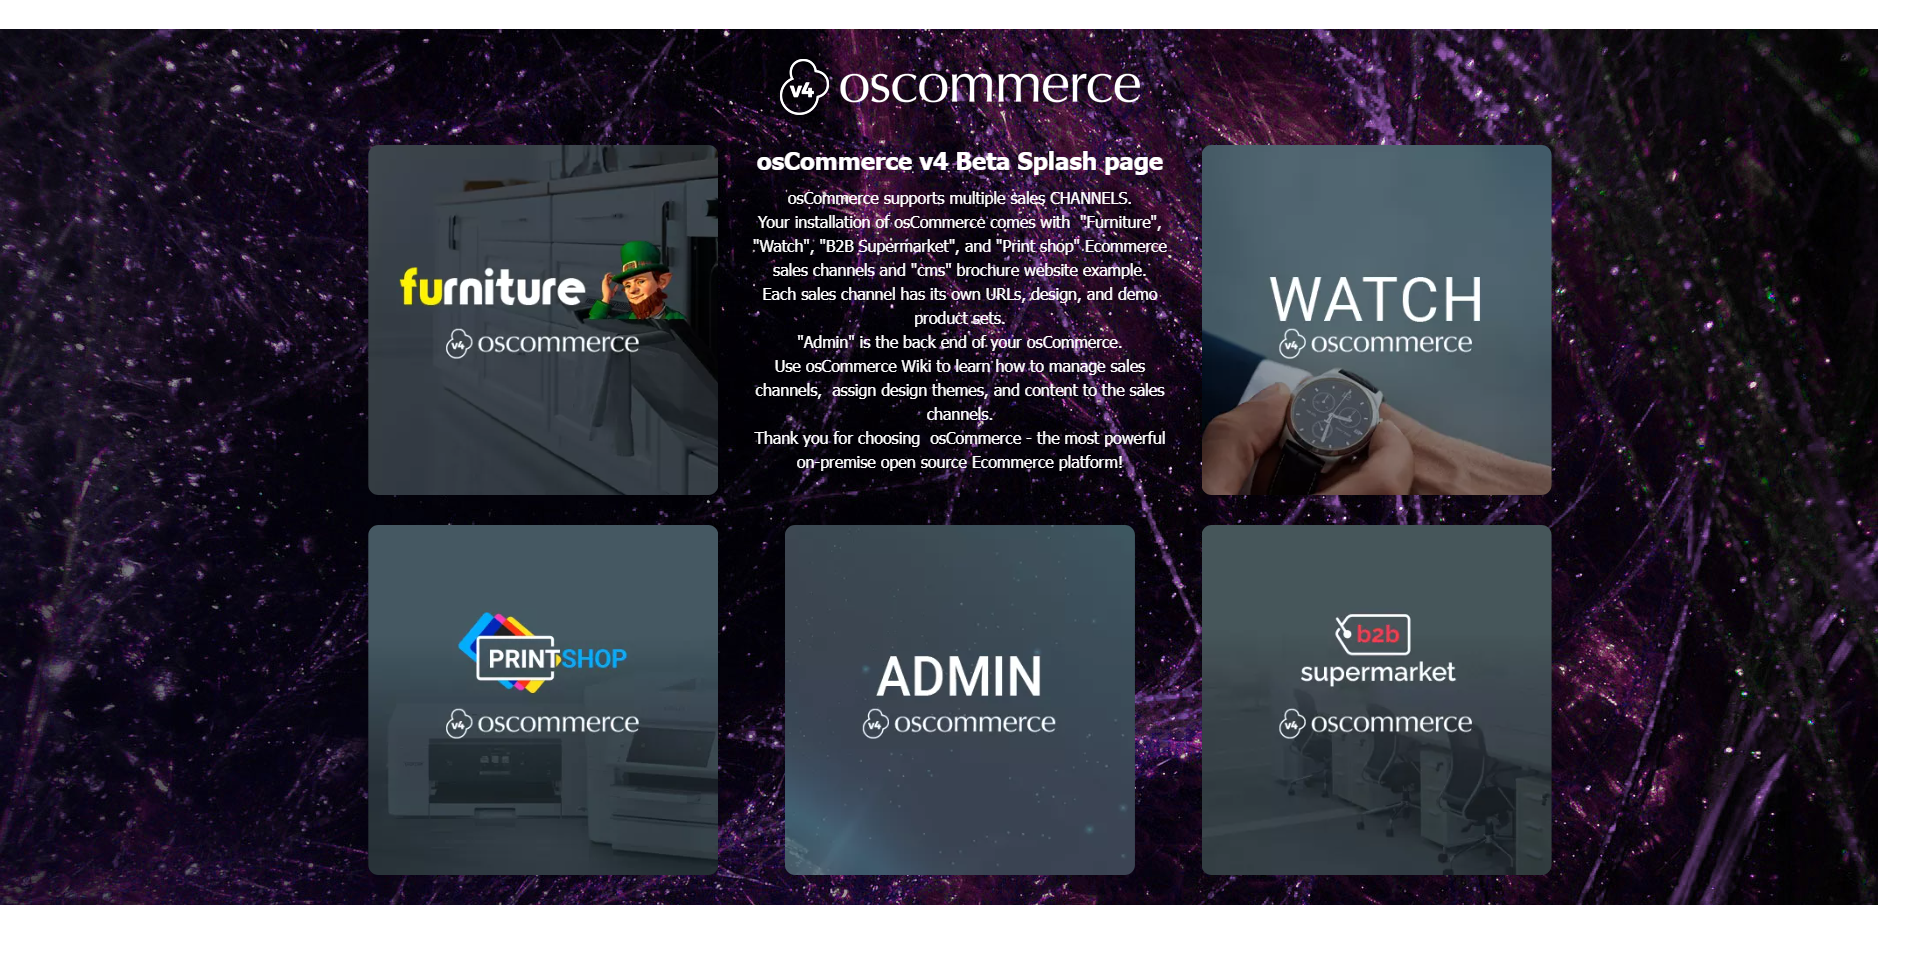 v4 oscommerce
osCommerce v4 Beta Splash page
osCommerce supports multiple sales CHANNELS.
Your installation of osCommerce comes with  "Furniture",
"Watch", "B2B Supermarket", and "Print shop" Ecommerce
sales channels and "cms" brochure website example.
Each sales channel has its own URLs, design, and demo
product sets.
"Admin" is the back end of your osCommerce.
Use osCommerce Wiki to learn how to manage sales
channels,  assign design themes, and content to the sales
channels.
Thank you for choosing  osCommerce - the most powerful
on-premise open source Ecommerce platform!
furniture
v4 oscommerce
WATCH
v4 oscommerce
PRINTSHOP
v4 oscommerce
ADMIN
v4 oscommerce
b2b
supermarket
v4 oscommerce